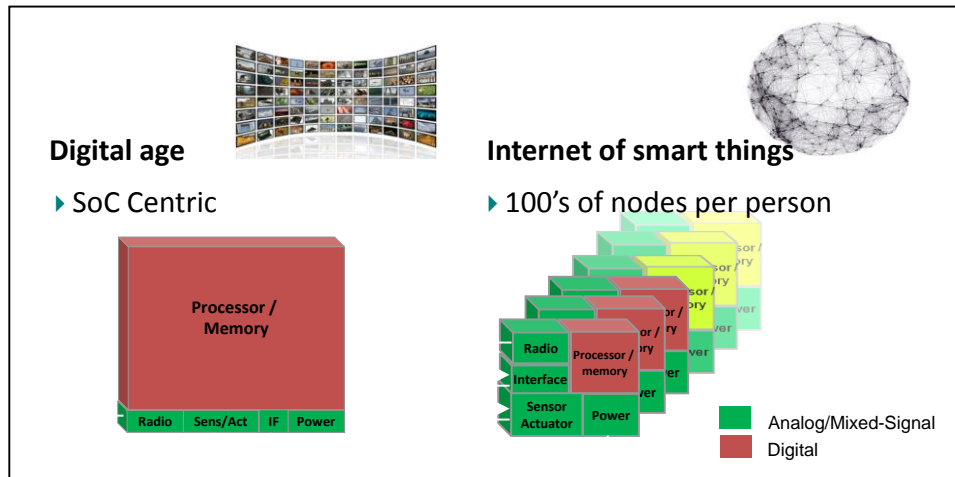 Digital age
SoC Centric
Processor /
Memory
Radio Sens/Act IF Power
Internet of smart things
100's of nodes per person
Radio
Interface
Sensor
Actuator
Processor /
memory
Power
Analog/Mixed-Signal
Digital